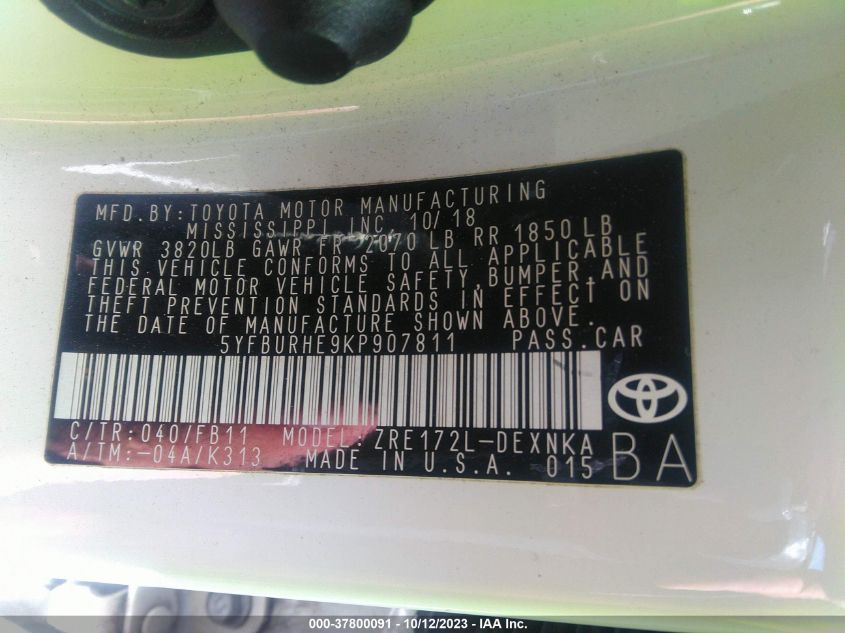 MFD. BY: TOYOTA MOTOR MANUFACTURING
MISSISSIPPI INC. 10/18
GVWR 3820LB GAWR FR 2070 LB RR 1850 LB
THIS VEHICLE CONFORMS TO ALL APPLICABLE
FEDERAL MOTOR VEHICLE SAFETY, BUMPER, AND
THEFT PREVENTION STANDARDS IN EFFECT ON
THE DATE OF MANUFACTURE SHOWN ABOVE.
5YFBURHE9KP907811 PASS. CAR
C/TR: 040/FB11 MODEL: ZRE172L-DEXNKA
A/TM: -04A/K313 MADE IN U.S.A. 015
BA
000-37800091 - 10/12/2023 - IAA Inc.